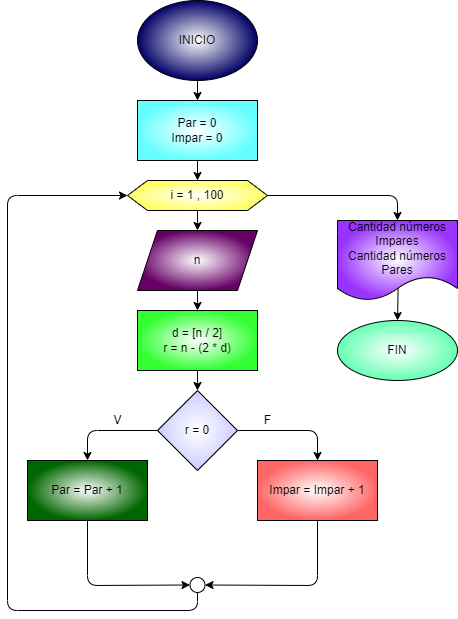 INICIO
Par = 0
Impar = 0
i = 1 , 100
n
d = [n / 2]
r = n - (2 * d)
r = 0
V
F
Par = Par + 1
Impar = Impar + 1
Cantidad números
Impares
Cantidad números
Pares
FIN